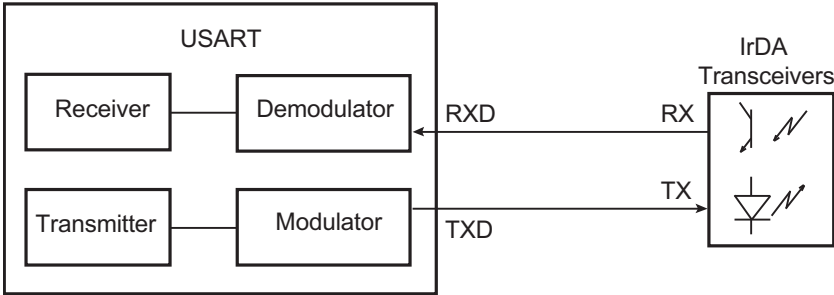 USART
IrDA
Transceivers
Receiver
Demodulator
RXD
RX
Transmitter
Modulator
TXD
TX